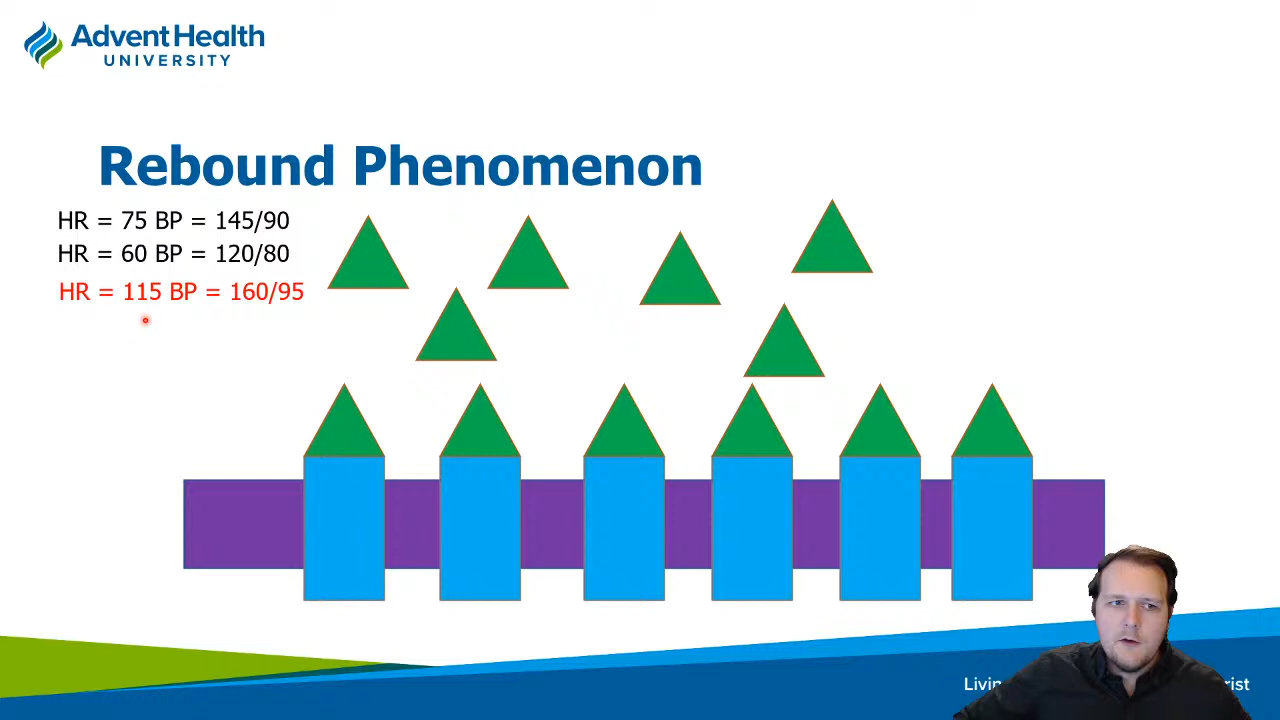 AdventHealth
UNIVERSITY
Rebound Phenomenon
HR = 75 BP = 145/90
HR = 60 BP = 120/80
HR = 115 BP = 160/95